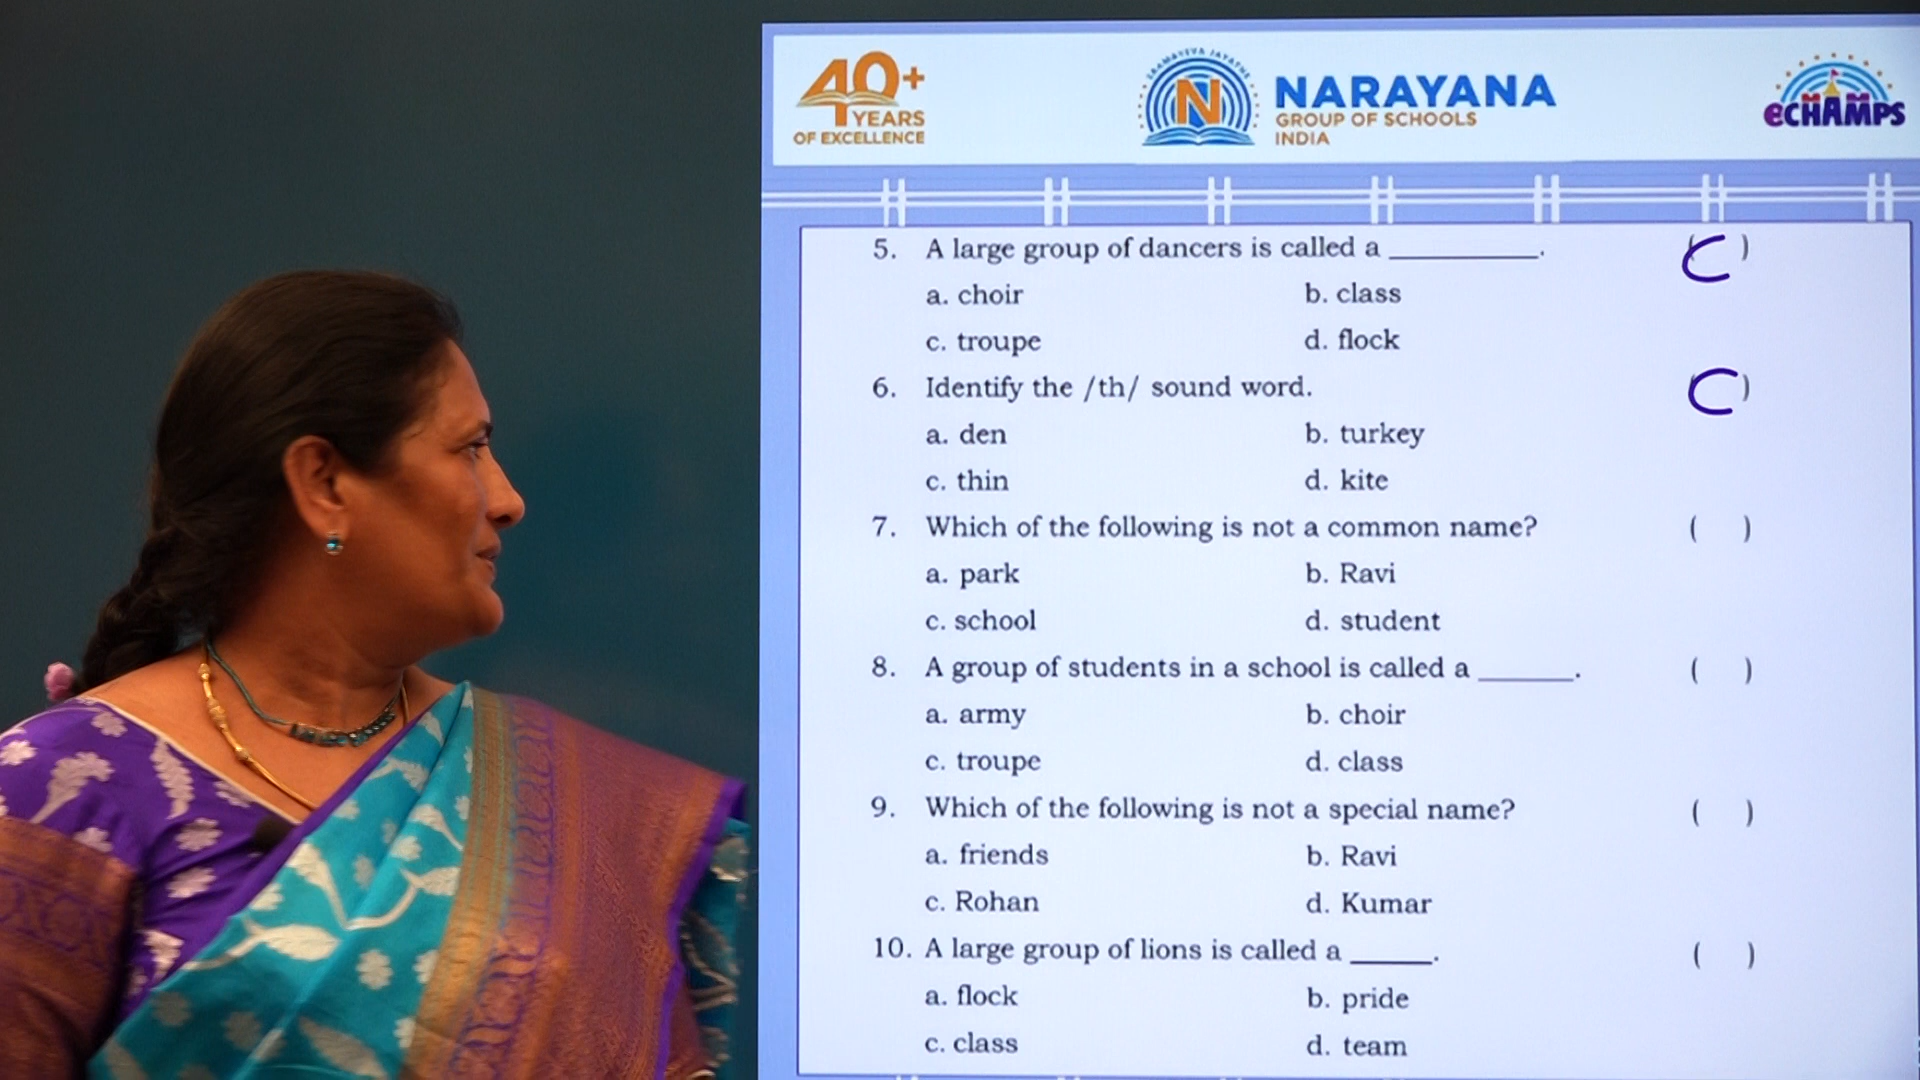 40+
YEARS
OF EXCELLENCE
N
NARAYANA
GROUP OF SCHOOLS
INDIA
eCHAMPS
5. A large group of dancers is called a __________. (C)
a. choir b. class
c. troupe d. flock
6. Identify the /th/ sound word. (C)
a. den b. turkey
c. thin d. kite
7. Which of the following is not a common name? ( )
a. park b. Ravi
c. school d. student
8. A group of students in a school is called a ______. ( )
a. army b. choir
c. troupe d. class
9. Which of the following is not a special name? ( )
a. friends b. Ravi
c. Rohan d. Kumar
10. A large group of lions is called a _____. ( )
a. flock b. pride
c. class d. team